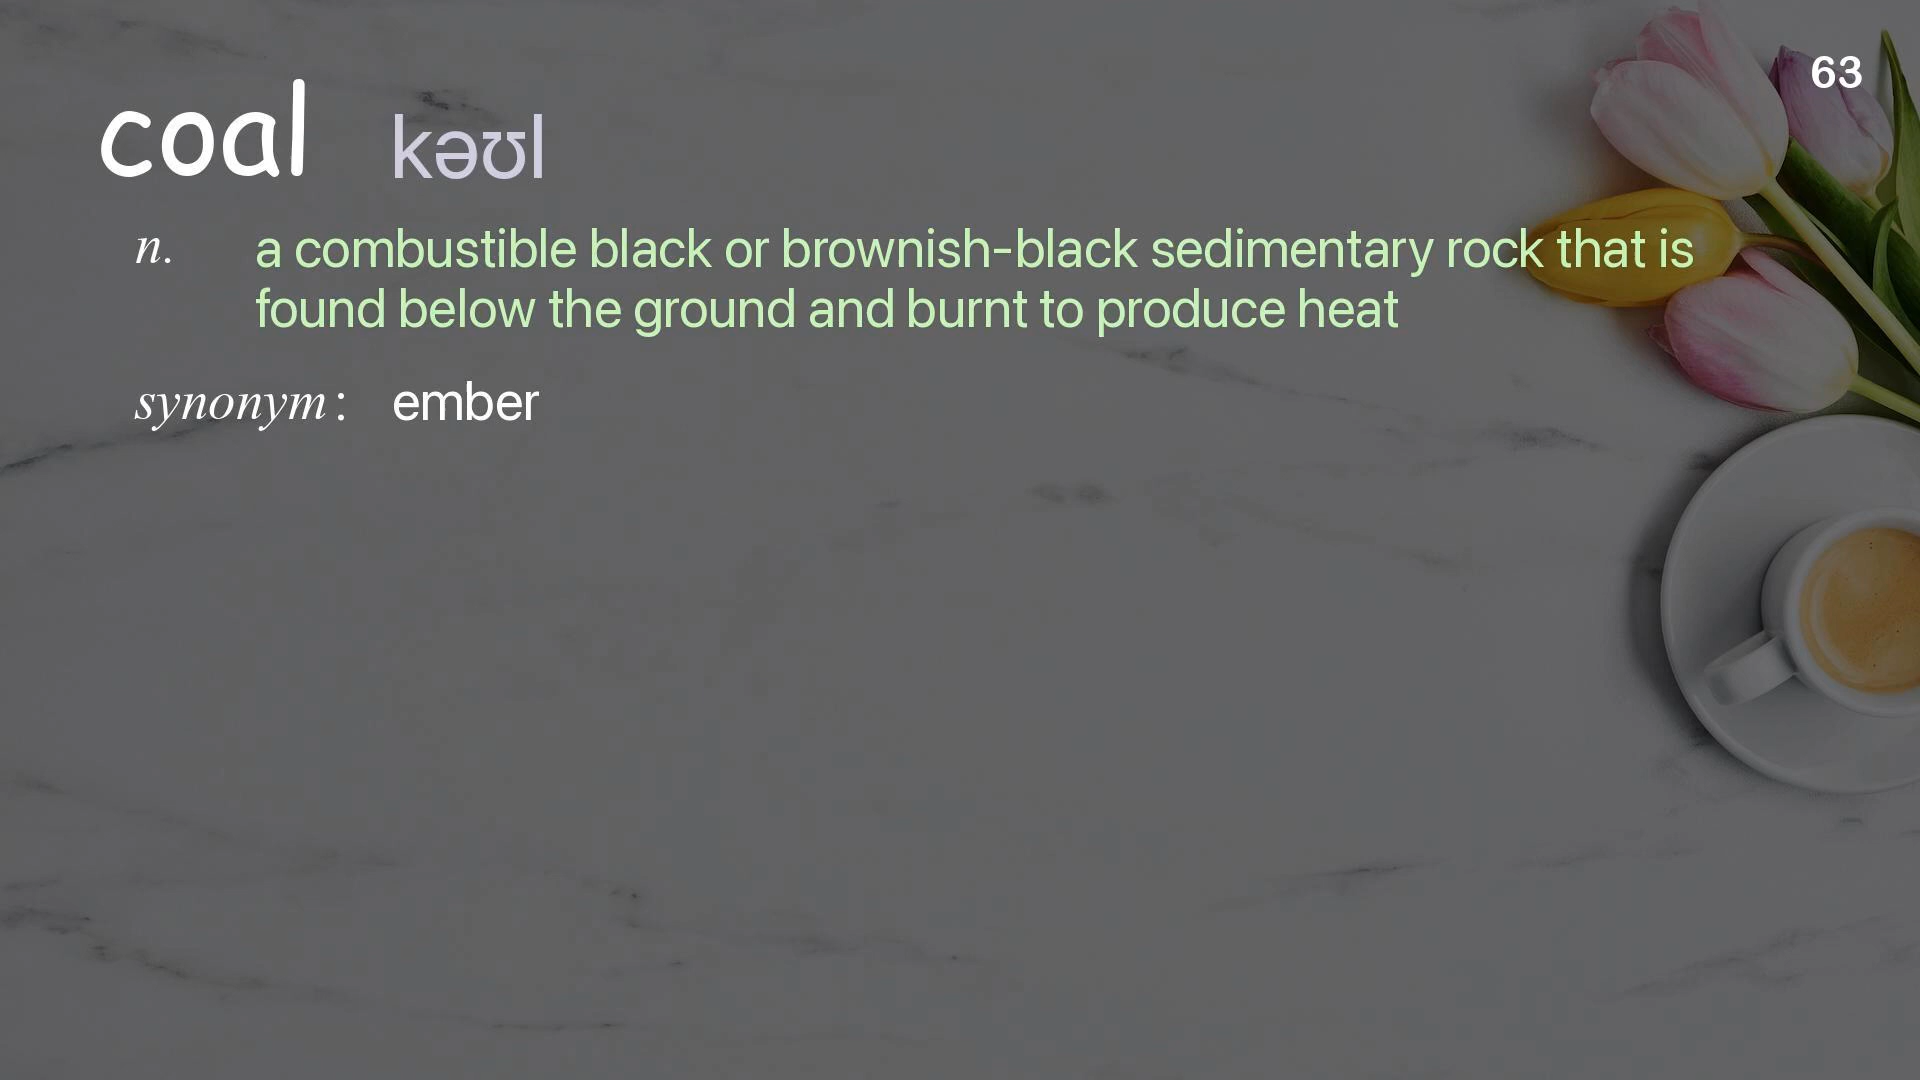 63
coal kəʊl
n. a combustible black or brownish-black sedimentary rock that is
found below the ground and burnt to produce heat
synonym: ember